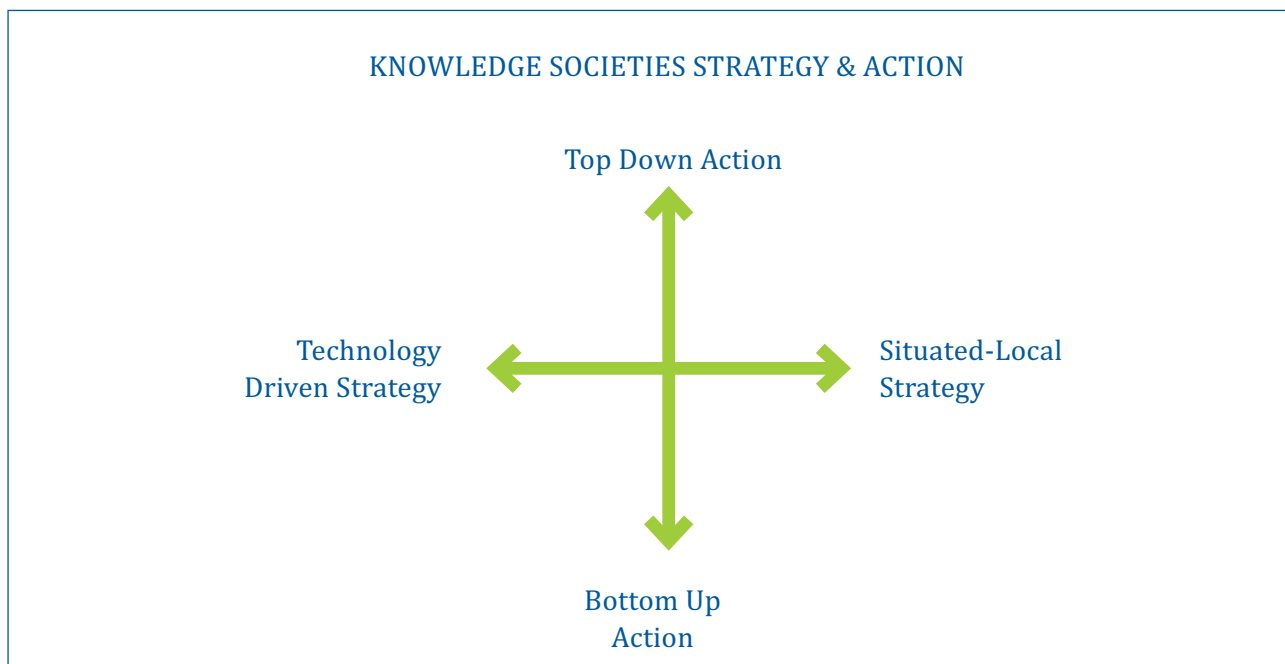 KNOWLEDGE SOCIETIES STRATEGY & ACTION
Top Down Action
Technology
Driven Strategy
Situated-Local
Strategy
Bottom Up
Action